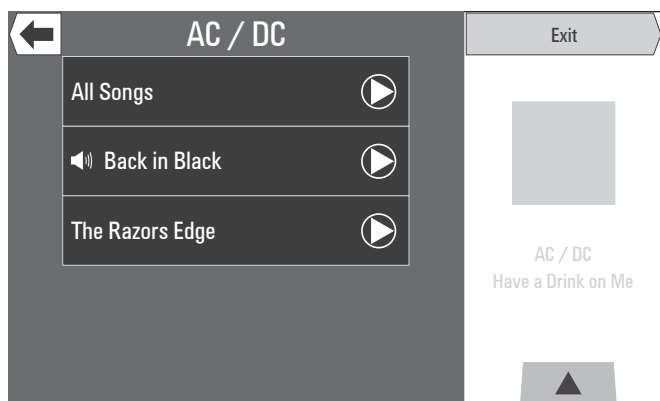 AC / DC
Exit
All Songs
Back in Black
The Razors Edge
AC / DC
Have a Drink on Me